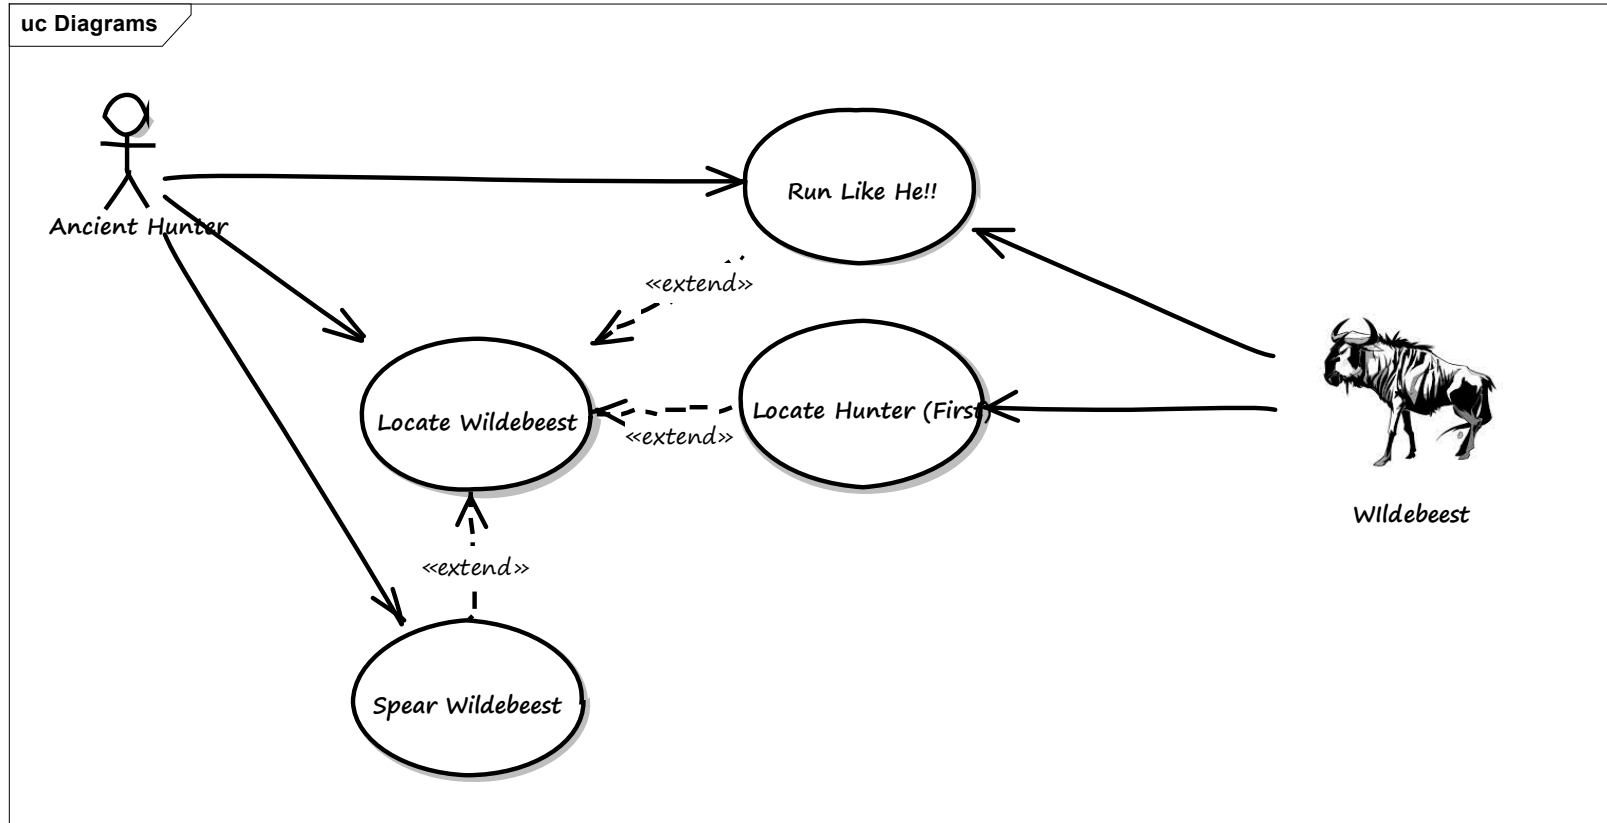 uc Diagrams
Ancient Hunter
Run Like He!!
«extend»
Locate Wildebeest
Locate Hunter (First)
«extend»
WIldebeest
«extend»
Spear Wildebeest